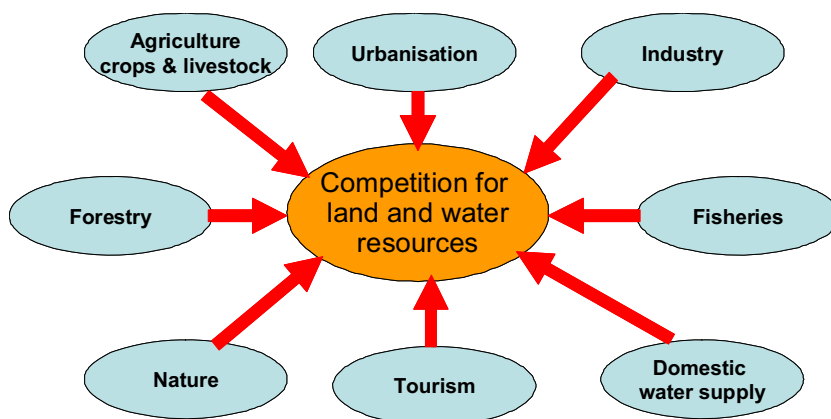 Agriculture
crops & livestock
Urbanisation
Industry
Competition for
land and water
resources
Forestry
Fisheries
Nature
Tourism
Domestic
water supply